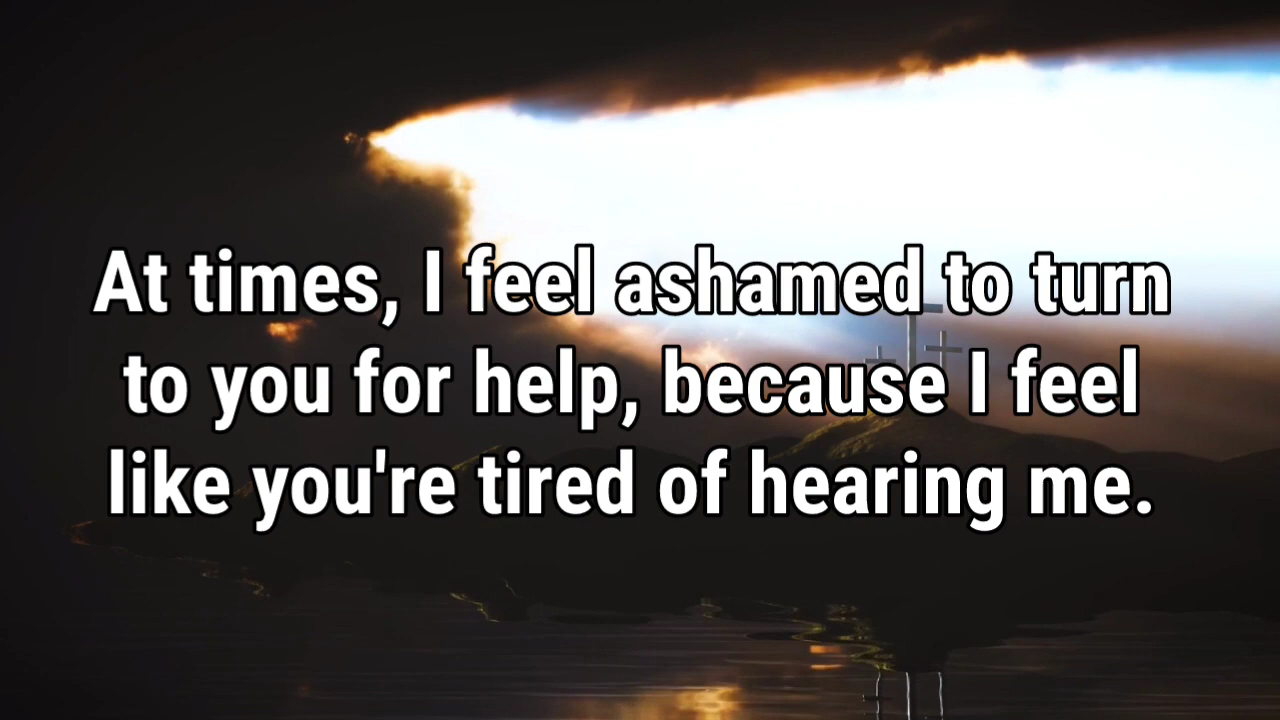 At times, I feel ashamed to turn
to you for help, because I feel
like you're tired of hearing me.